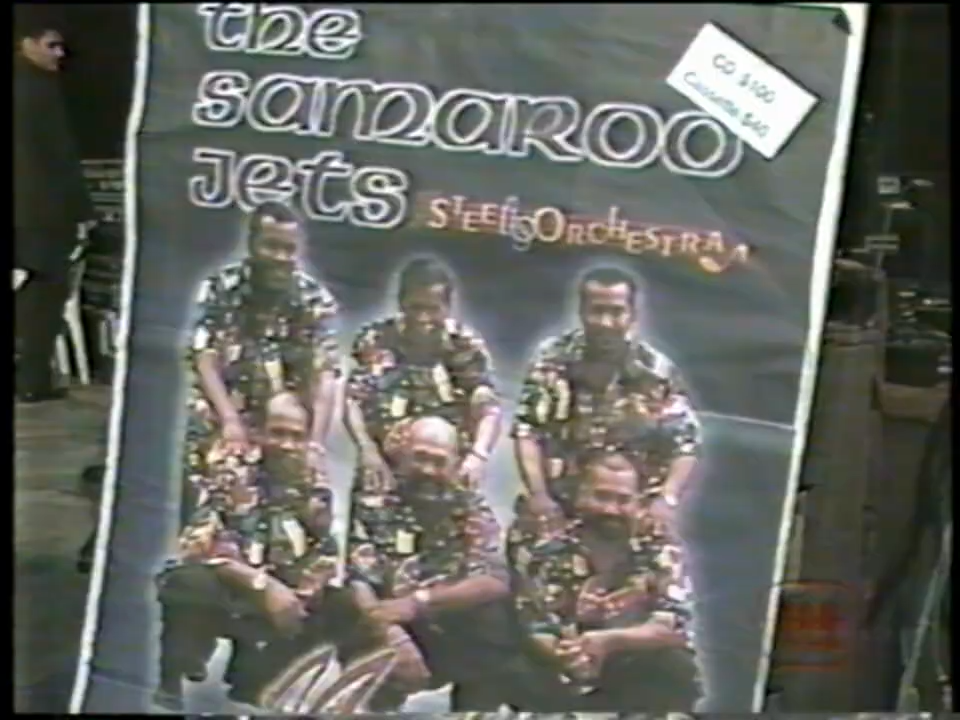 the
samaroo
jets
STEEL ORCHESTRA
CD $100
Cassette $40